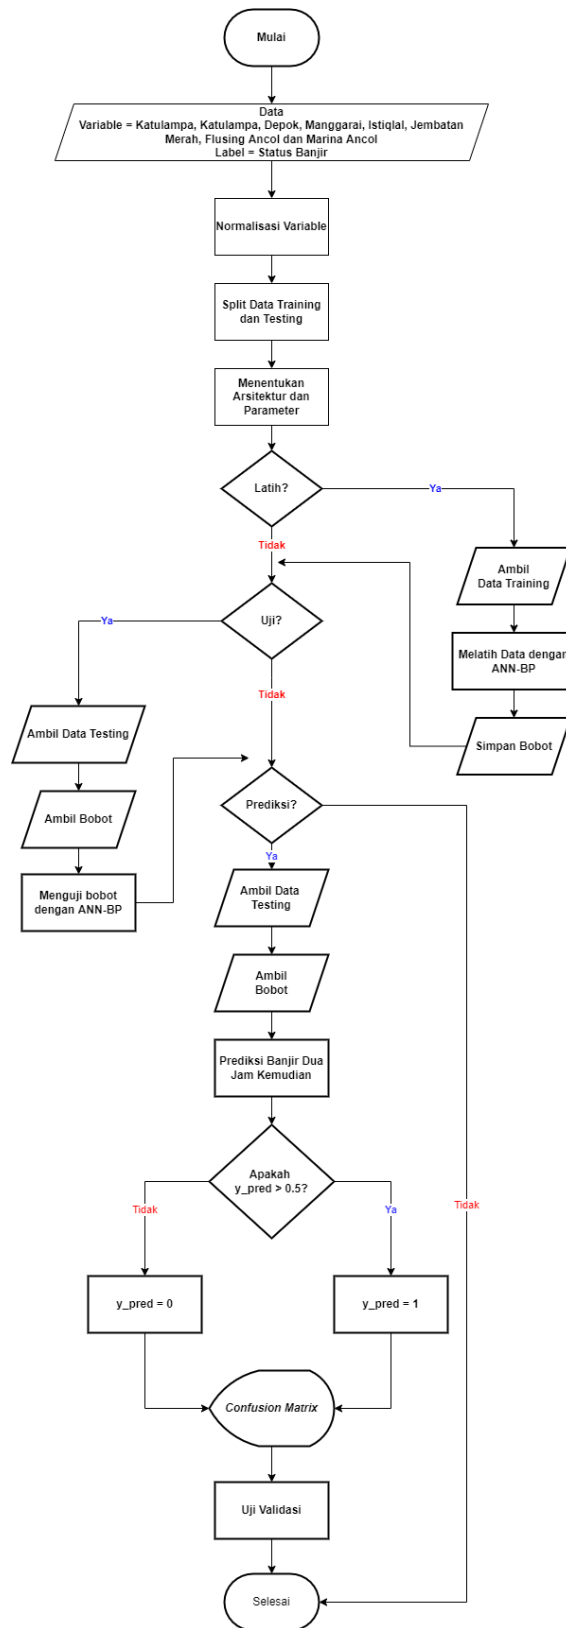 Mulai
Data
Variable = Katulampa, Katulampa, Depok, Manggarai, Istiqlal, Jembatan
Merah, Flusing Ancol dan Marina Ancol
Label = Status Banjir
Normalisasi Variable
Split Data Training
dan Testing
Menentukan
Arsitektur dan
Parameter
Latih?
Ya
Tidak
Ambil
Data Training
Melatih Data dengan
ANN-BP
Simpan Bobot
Uji?
Ya
Tidak
Ambil Data Testing
Ambil Bobot
Menguji bobot
dengan ANN-BP
Prediksi?
Ya
Ambil Data
Testing
Ambil
Bobot
Prediksi Banjir Dua
Jam Kemudian
Apakah
y_pred > 0.5?
Tidak
Ya
Tidak
y_pred = 0
y_pred = 1
Confusion Matrix
Uji Validasi
Selesai